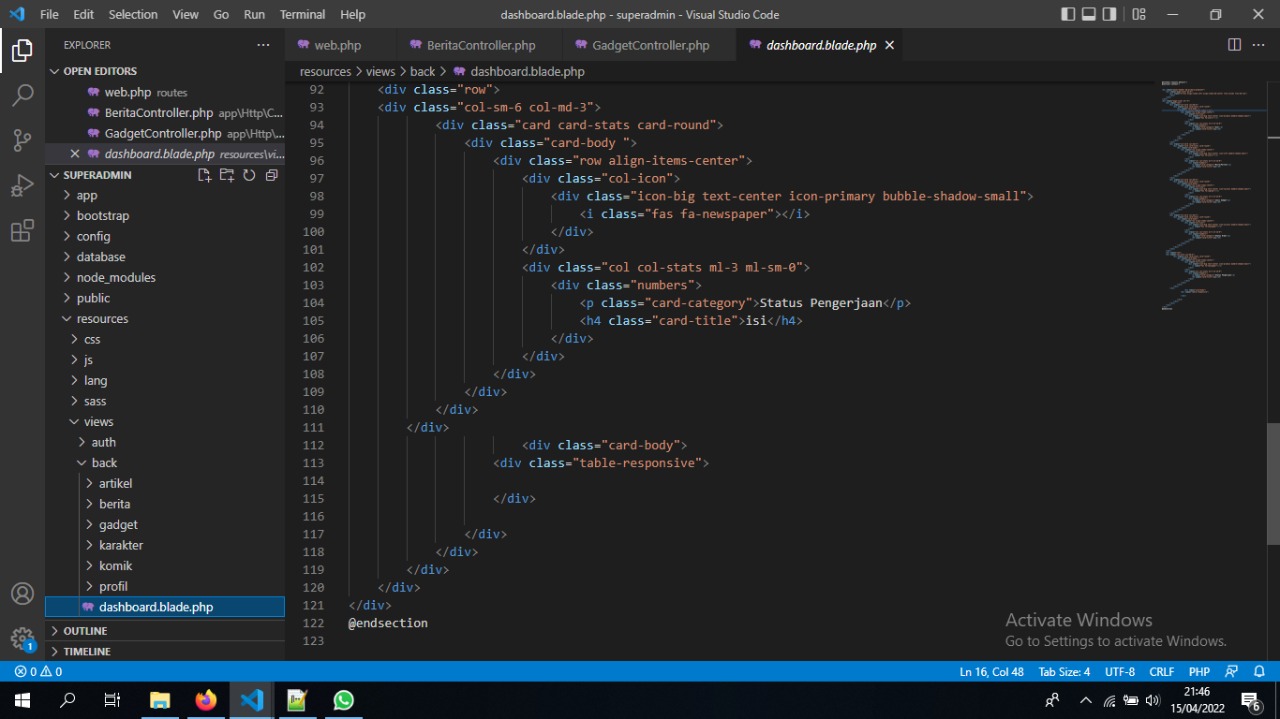 File Edit Selection View Go Run Terminal Help dashboard.blade.php - superadmin - Visual Studio Code
EXPLORER
OPEN EDITORS
web.php routes
BeritaController.php app\Http\C...
GadgetController.php app\Http\...
dashboard.blade.php resources\vi...
SUPERADMIN
app
bootstrap
config
database
node_modules
public
resources
css
js
lang
sass
views
auth
back
artikel
berita
gadget
karakter
komik
profil
dashboard.blade.php
OUTLINE
TIMELINE
web.php BeritaController.php GadgetController.php dashboard.blade.php
resources > views > back > dashboard.blade.php
92 <div class="row">
93 <div class="col-sm-6 col-md-3">
94 <div class="card card-stats card-round">
95 <div class="card-body ">
96 <div class="row align-items-center">
97 <div class="col-icon">
98 <div class="icon-big text-center icon-primary bubble-shadow-small">
99 <i class="fas fa-newspaper"></i>
100 </div>
101 </div>
102 <div class="col col-stats ml-3 ml-sm-0">
103 <div class="numbers">
104 <p class="card-category">Status Pengerjaan</p>
105 <h4 class="card-title">isi</h4>
106 </div>
107 </div>
108 </div>
109 </div>
110 </div>
111 </div>
112 <div class="card-body">
113 <div class="table-responsive">
114
115 </div>
116
117 </div>
118 </div>
119 </div>
120 </div>
121 </div>
122 @endsection
123
Activate Windows
Go to Settings to activate Windows.
1
0 0 Ln 16, Col 48 Tab Size: 4 UTF-8 CRLF PHP
21:46
15/04/2022
6